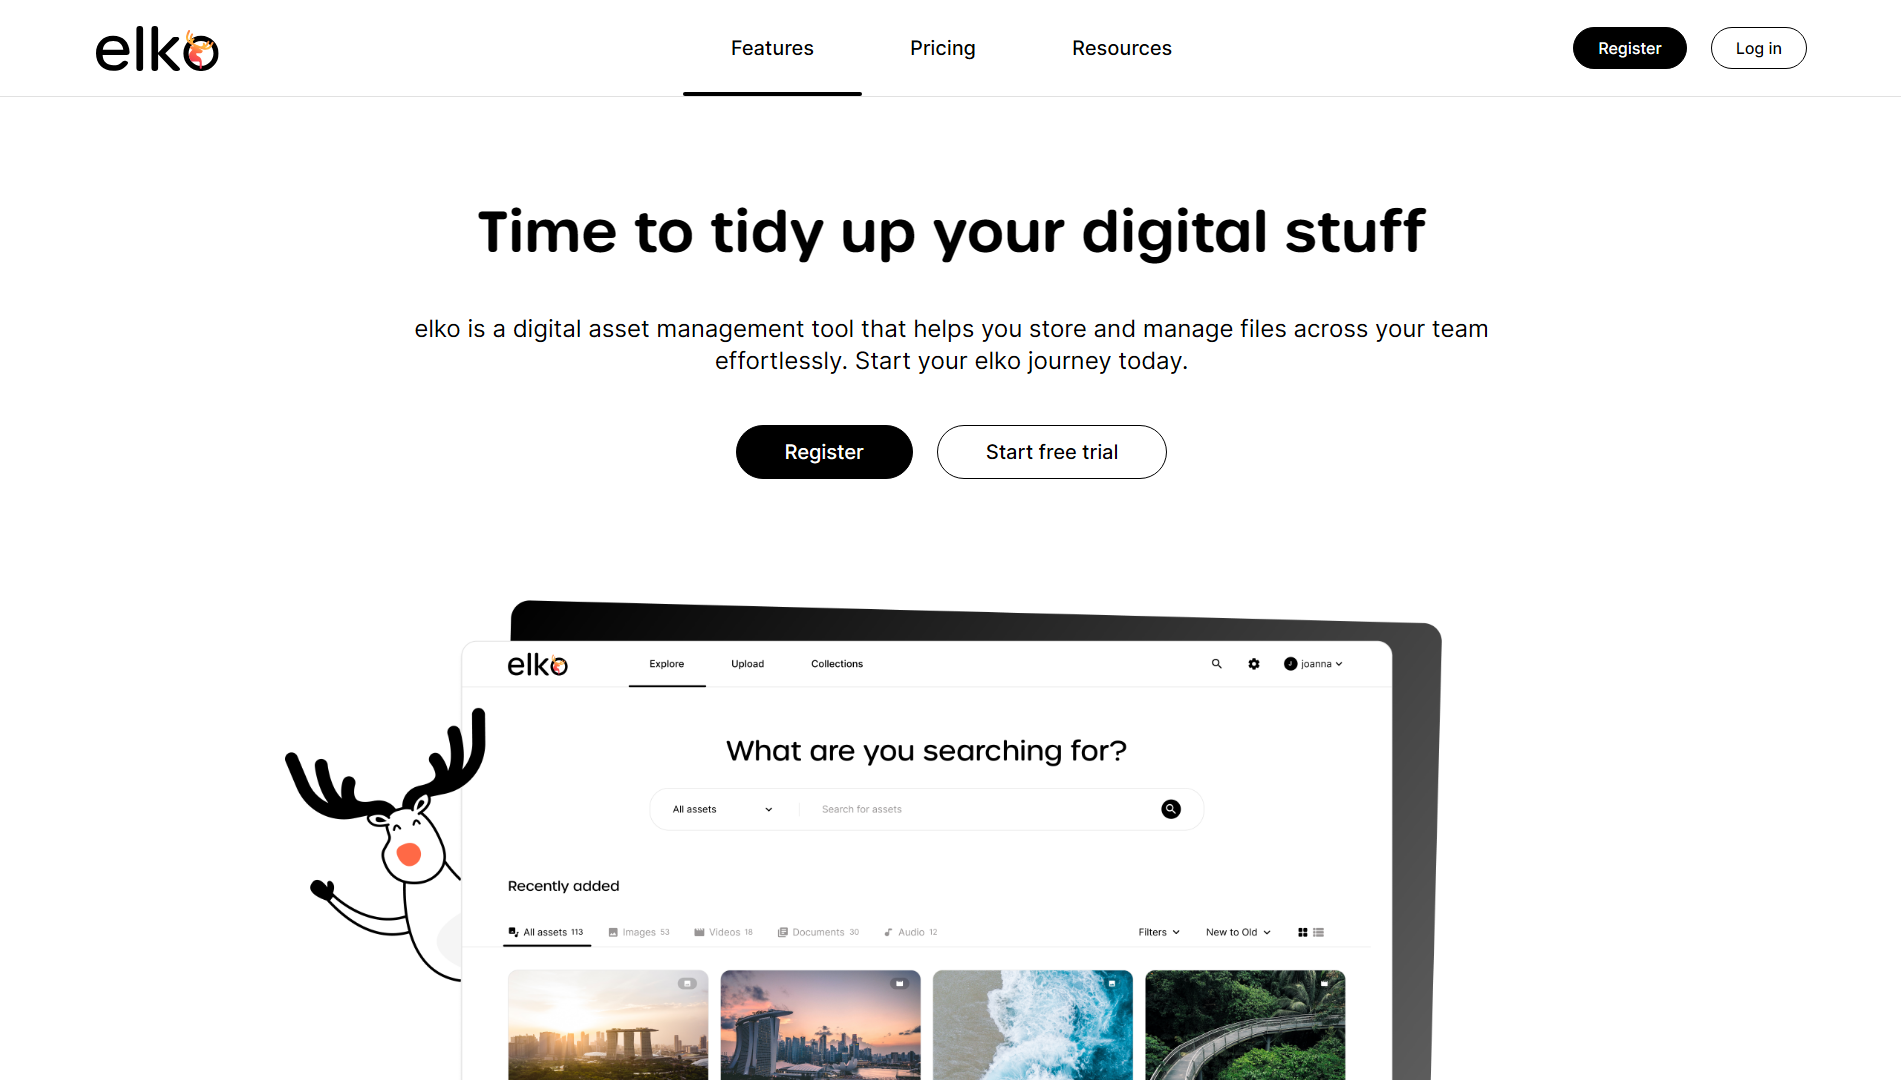 elko
Features
Pricing
Resources
Register
Log in
Time to tidy up your digital stuff
elko is a digital asset management tool that helps you store and manage files across your team
effortlessly. Start your elko journey today.
Register
Start free trial
elko
Explore
Upload
Collections
J
joanna
What are you searching for?
All assets
Search for assets
Recently added
All assets 113
Images 53
Videos 18
Documents 30
Audio 12
Filters
New to Old